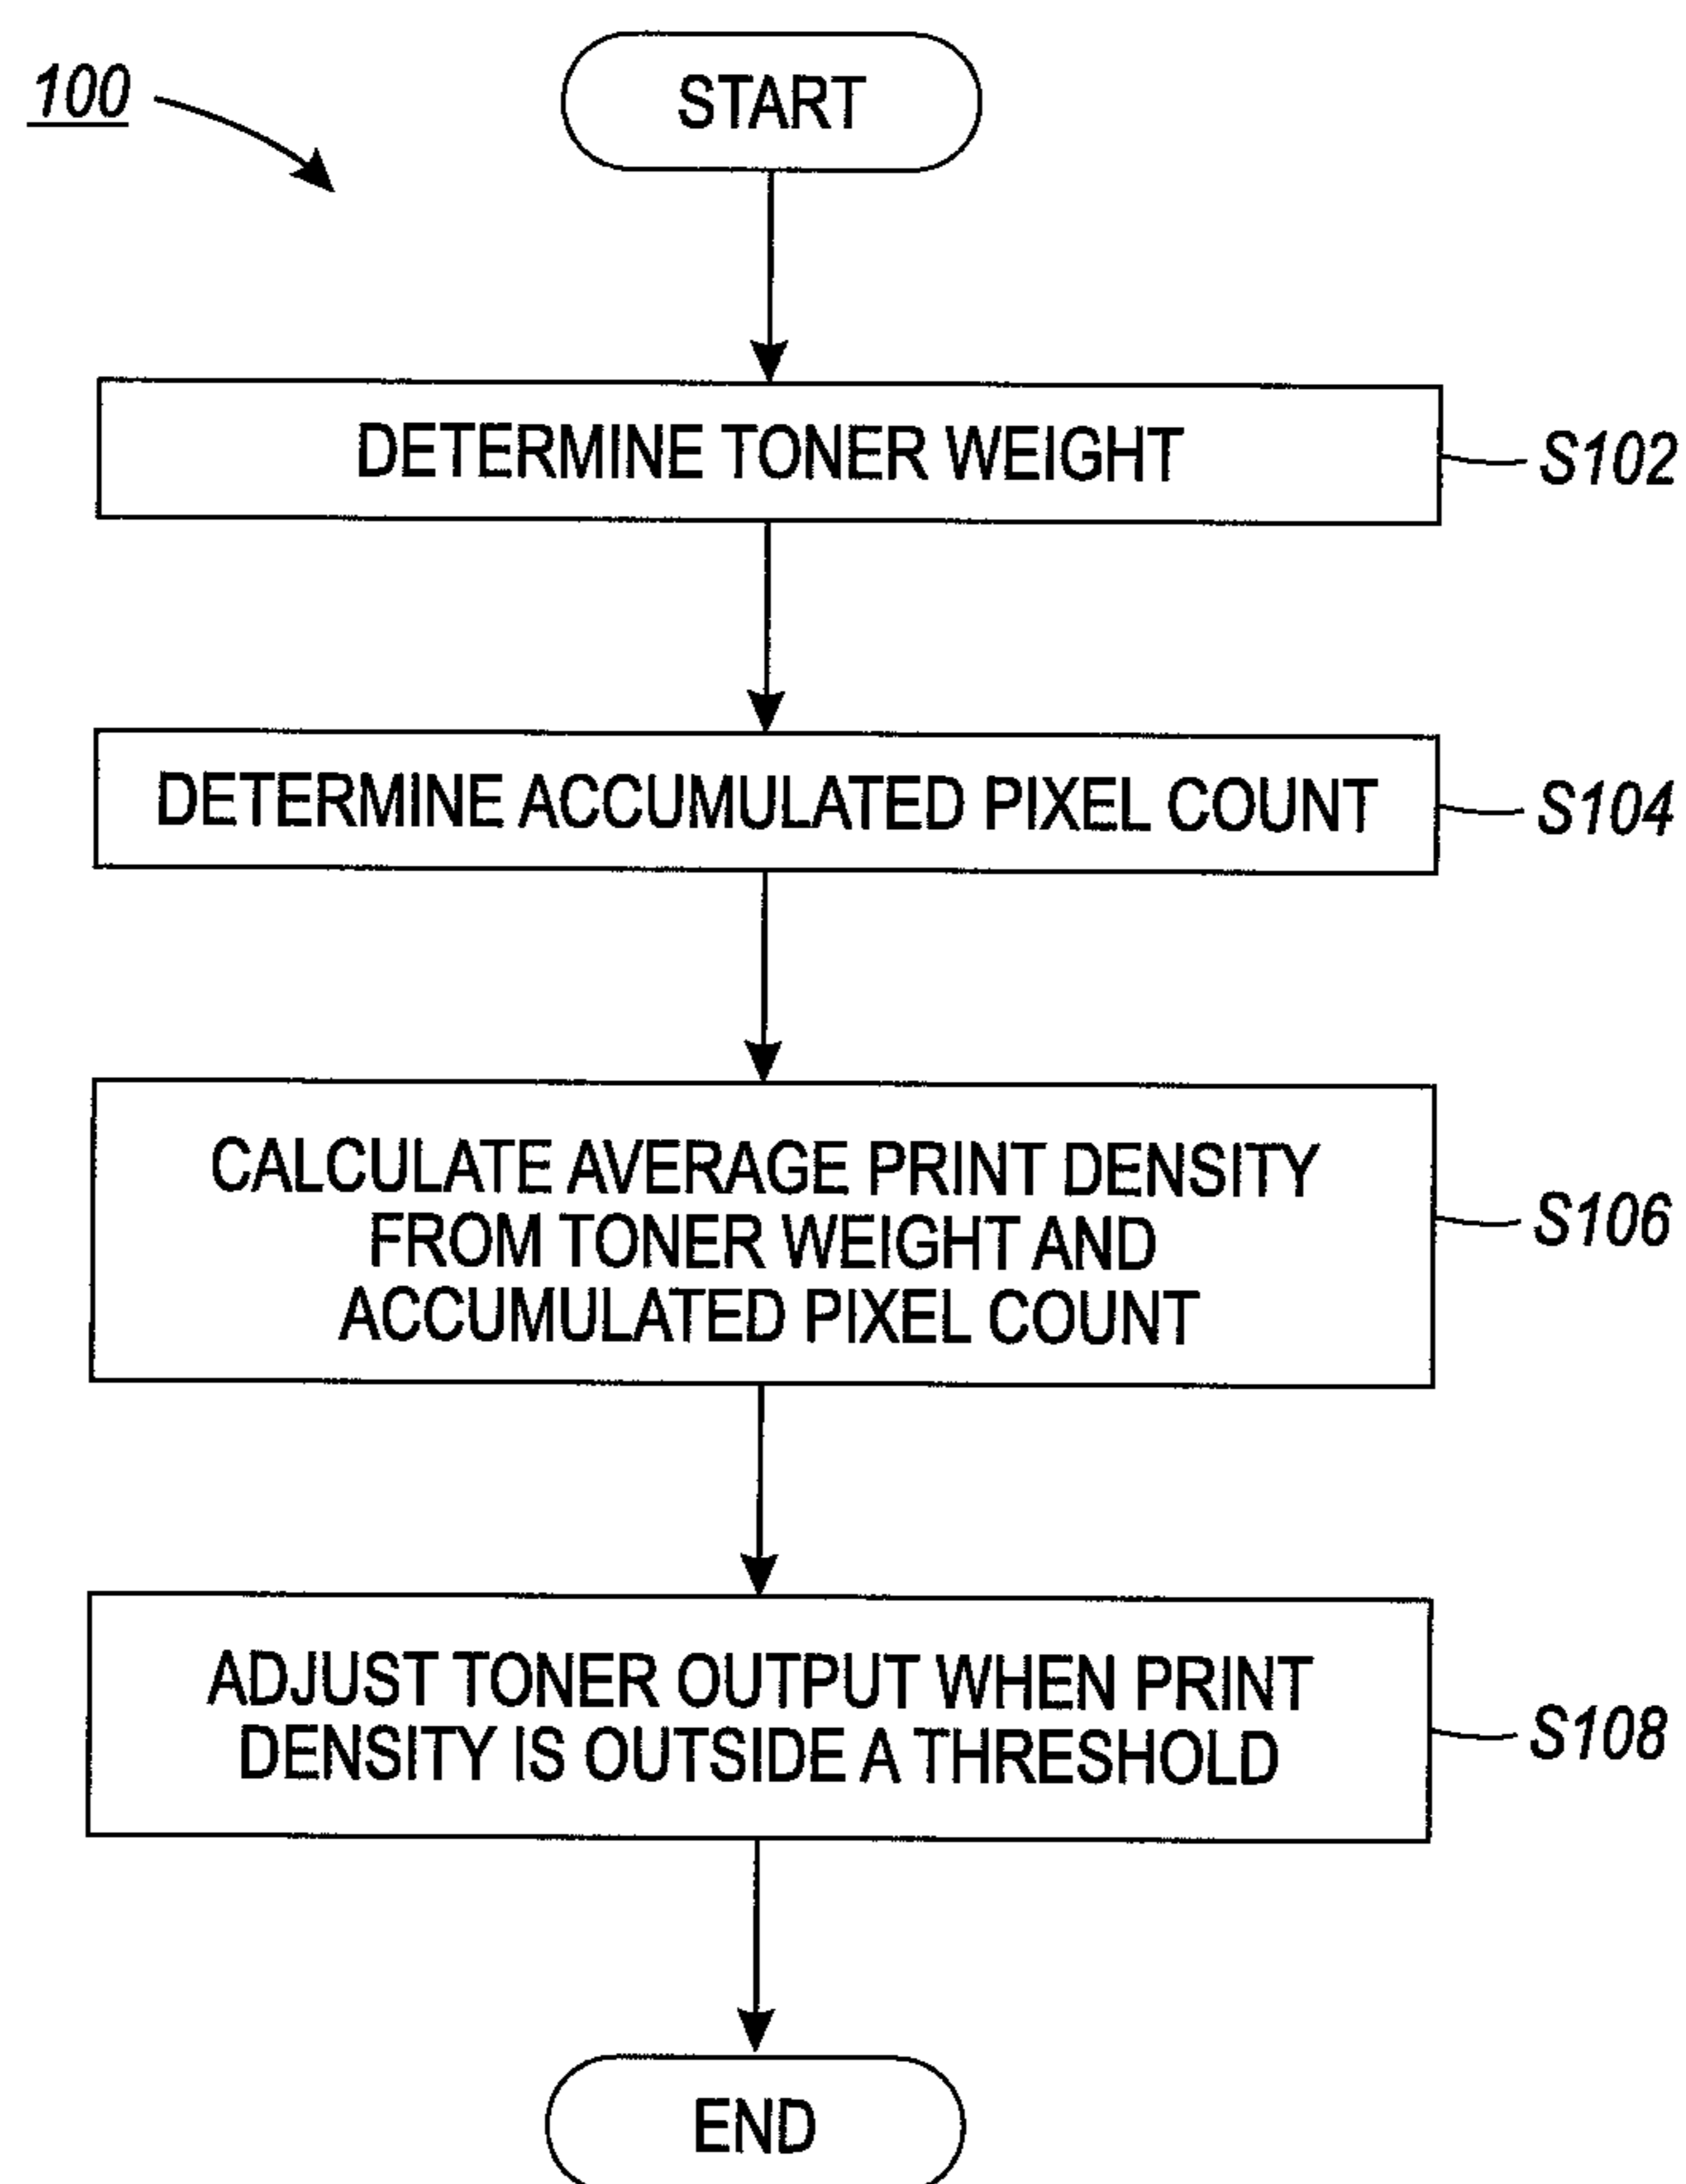 100
START
DETERMINE TONER WEIGHT
S102
DETERMINE ACCUMULATED PIXEL COUNT
S104
CALCULATE AVERAGE PRINT DENSITY
FROM TONER WEIGHT AND
ACCUMULATED PIXEL COUNT
S106
ADJUST TONER OUTPUT WHEN PRINT
DENSITY IS OUTSIDE A THRESHOLD
S108
END